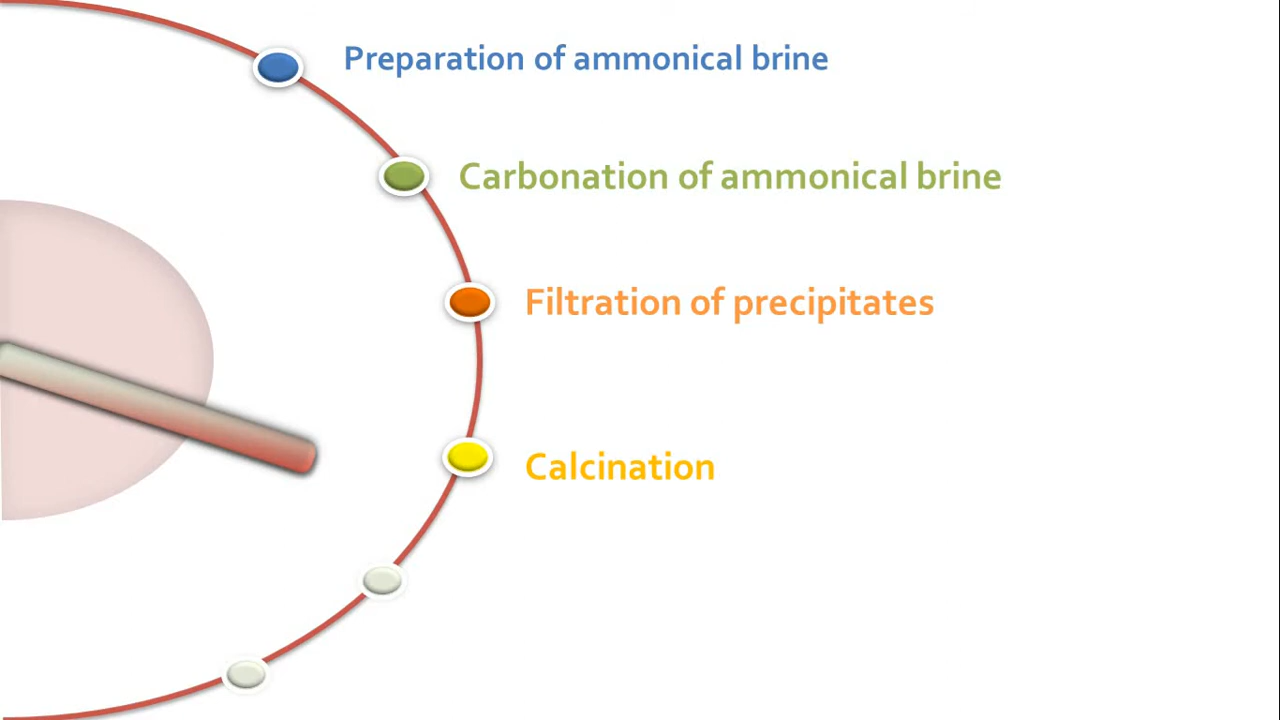 Preparation of ammonical brine
Carbonation of ammonical brine
Filtration of precipitates
Calcination